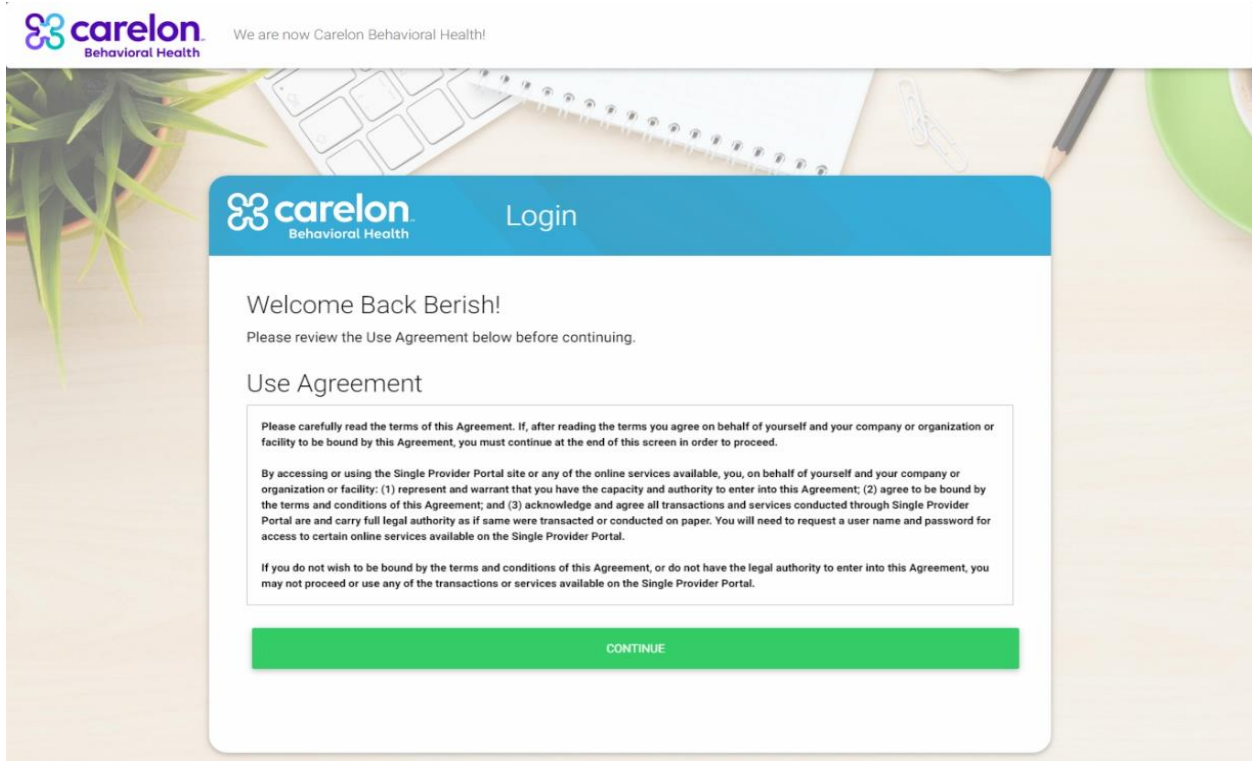 carelon
Behavioral Health
We are now Carelon Behavioral Health!
carelon
Behavioral Health
Login
Welcome Back Berish!
Please review the Use Agreement below before continuing.
Use Agreement
Please carefully read the terms of this Agreement. If, after reading the terms you agree on behalf of yourself and your company or organization or
facility to be bound by this Agreement, you must continue at the end of this screen in order to proceed.
By accessing or using the Single Provider Portal site or any of the online services available, you, on behalf of yourself and your company or
organization or facility: (1) represent and warrant that you have the capacity and authority to enter into this Agreement; (2) agree to be bound by
the terms and conditions of this Agreement; and (3) acknowledge and agree all transactions and services conducted through Single Provider
Portal are and carry full legal authority as if same were transacted or conducted on paper. You will need to request a user name and password for
access to certain online services available on the Single Provider Portal.
If you do not wish to be bound by the terms and conditions of this Agreement, or do not have the legal authority to enter into this Agreement, you
may not proceed or use any of the transactions or services available on the Single Provider Portal.
CONTINUE